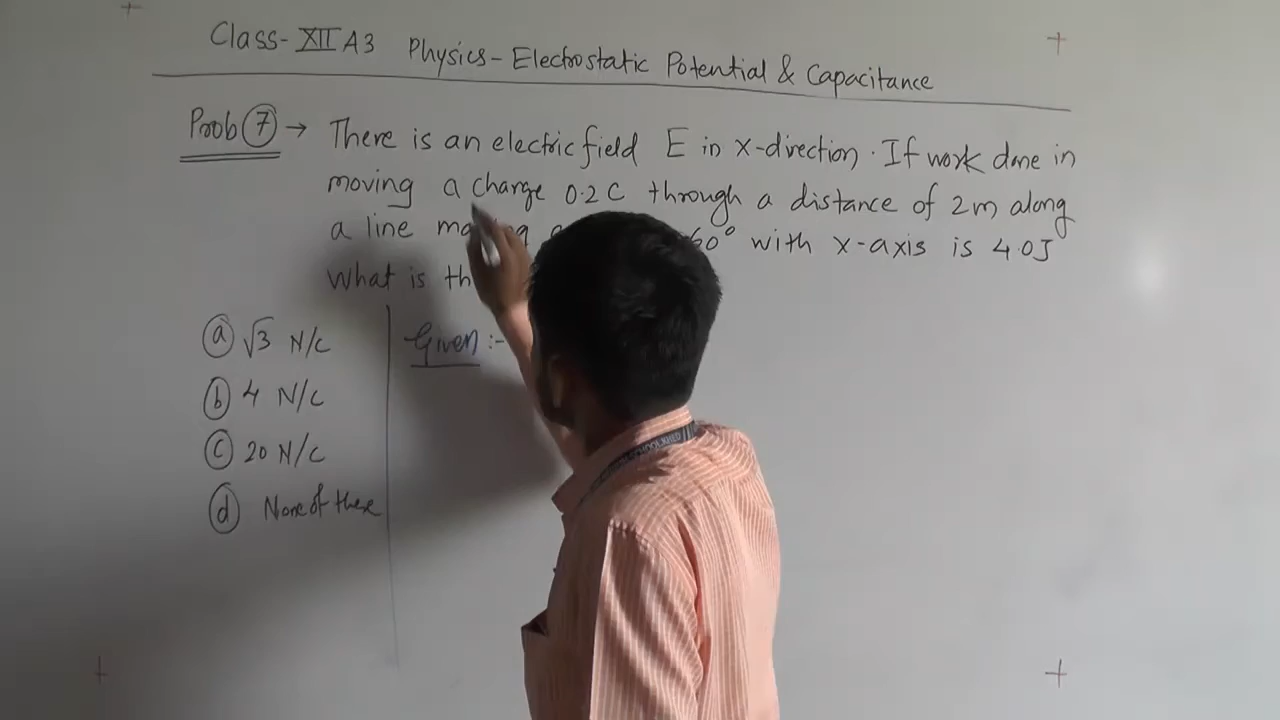 Class- XII A3 Physics - Electrostatic Potential & Capacitance
Prob 7 → There is an electric field E in x-direction. If work done in
moving a charge 0.2 C through a distance of 2m along
a line 60° with x-axis is 4.0J
What is
a √3 N/C
b 4 N/C
c 20 N/C
d None of these
Given :-